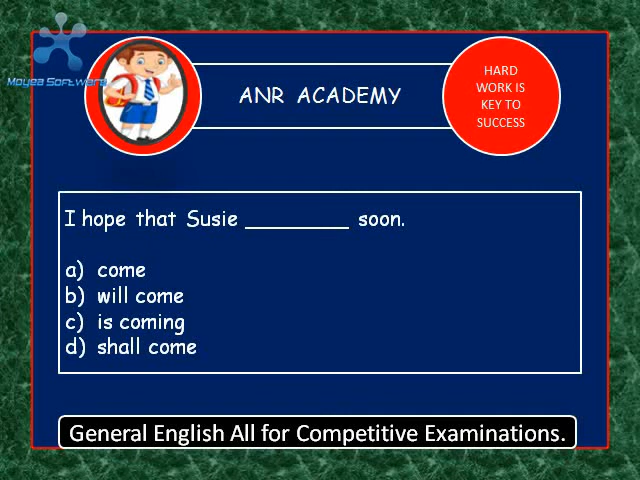 Moyea Software
ANR ACADEMY
HARD
WORK IS
KEY TO
SUCCESS
I hope that Susie _________ soon.
a) come
b) will come
c) is coming
d) shall come
General English All for Competitive Examinations.